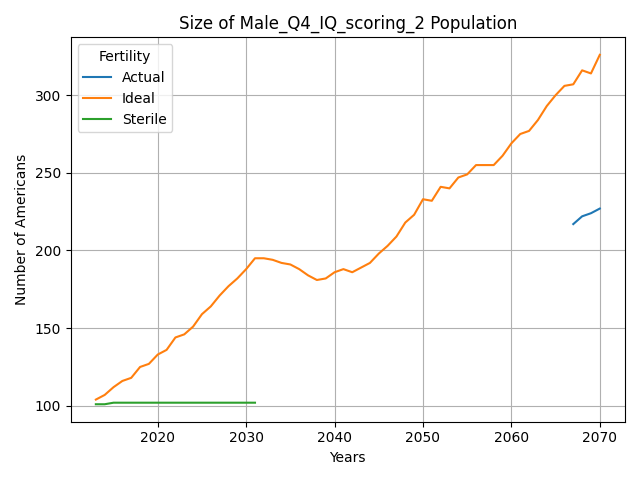 Size of Male_Q4_IQ_scoring_2 Population
Fertility
Actual
Ideal
Sterile
Number of Americans
300
250
200
150
100
2020 2030 2040 2050 2060 2070
Years